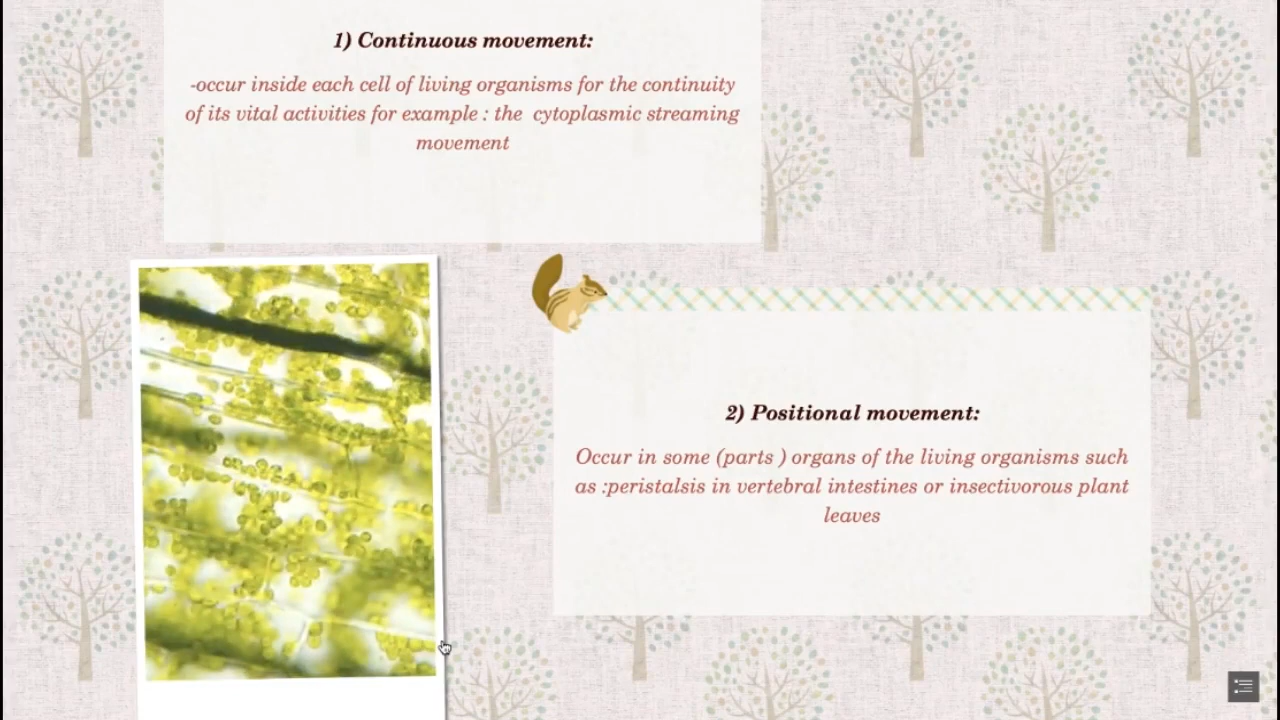 1) Continuous movement:
-occur inside each cell of living organisms for the continuity
of its vital activities for example : the  cytoplasmic streaming
movement
2) Positional movement:
Occur in some (parts ) organs of the living organisms such
as :peristalsis in vertebral intestines or insectivorous plant
leaves